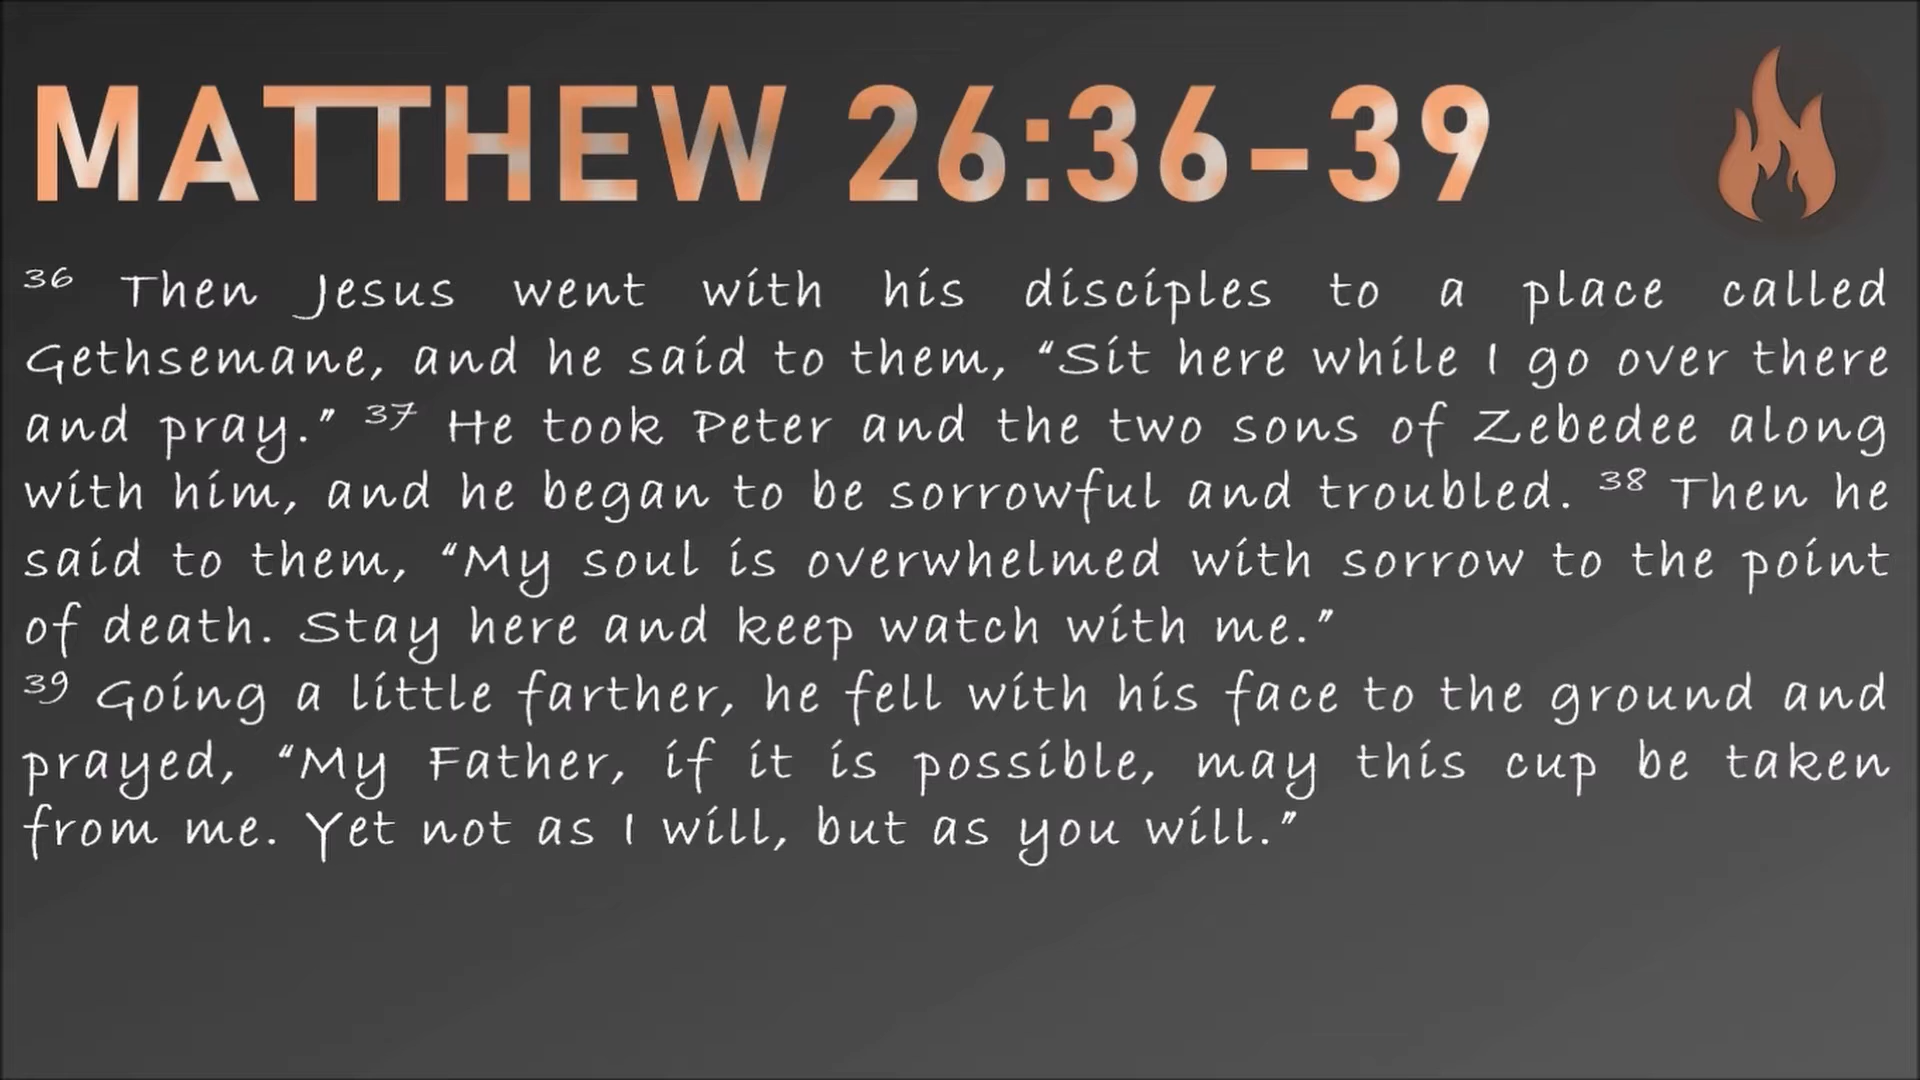 MATTHEW 26:36-39
36 Then Jesus went with his disciples to a place called
Gethsemane, and he said to them, “Sit here while I go over there
and pray.” 37 He took Peter and the two sons of Zebedee along
with him, and he began to be sorrowful and troubled. 38 Then he
said to them, “My soul is overwhelmed with sorrow to the point
of death. Stay here and keep watch with me.”
39 Going a little farther, he fell with his face to the ground and
prayed, “My Father, if it is possible, may this cup be taken
from me. Yet not as I will, but as you will.”